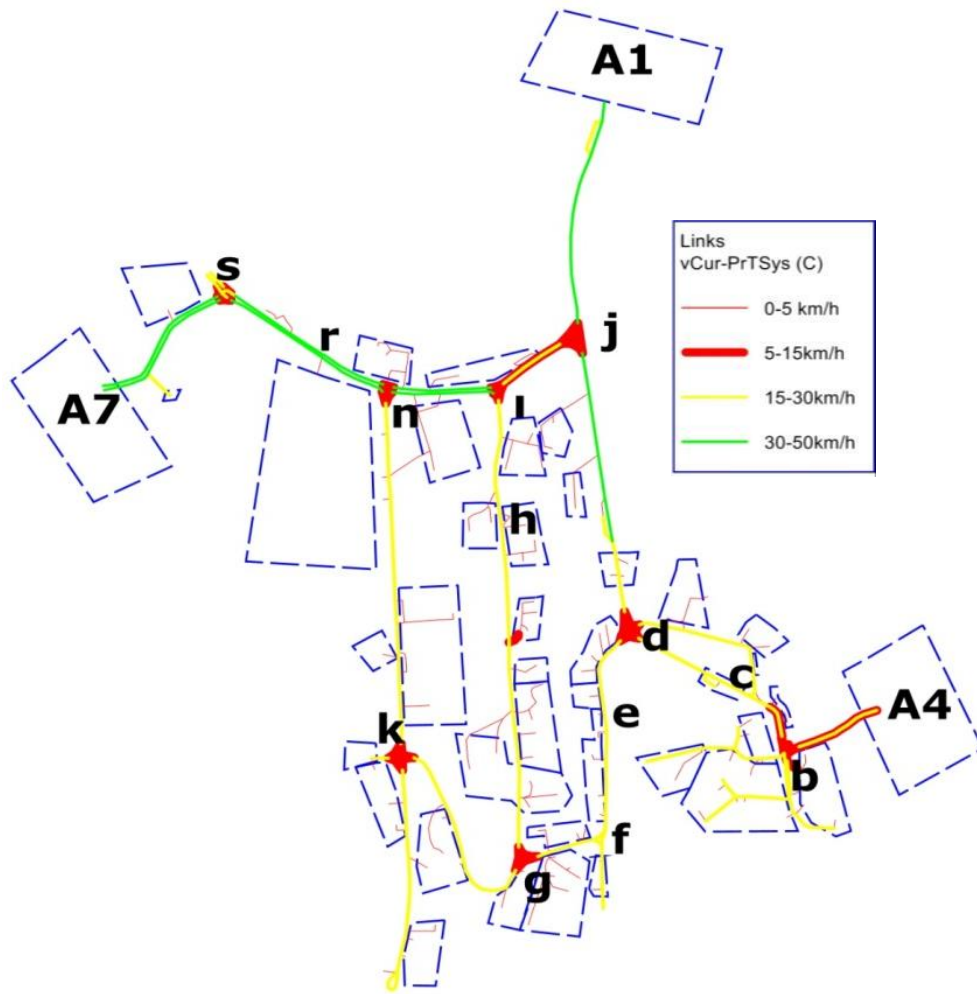 A1
Links
vCur-PrTSys (C)
0-5 km/h
5-15km/h
15-30km/h
30-50km/h
s
r
j
A7
n
h
d
c
A4
e
k
b
f
g